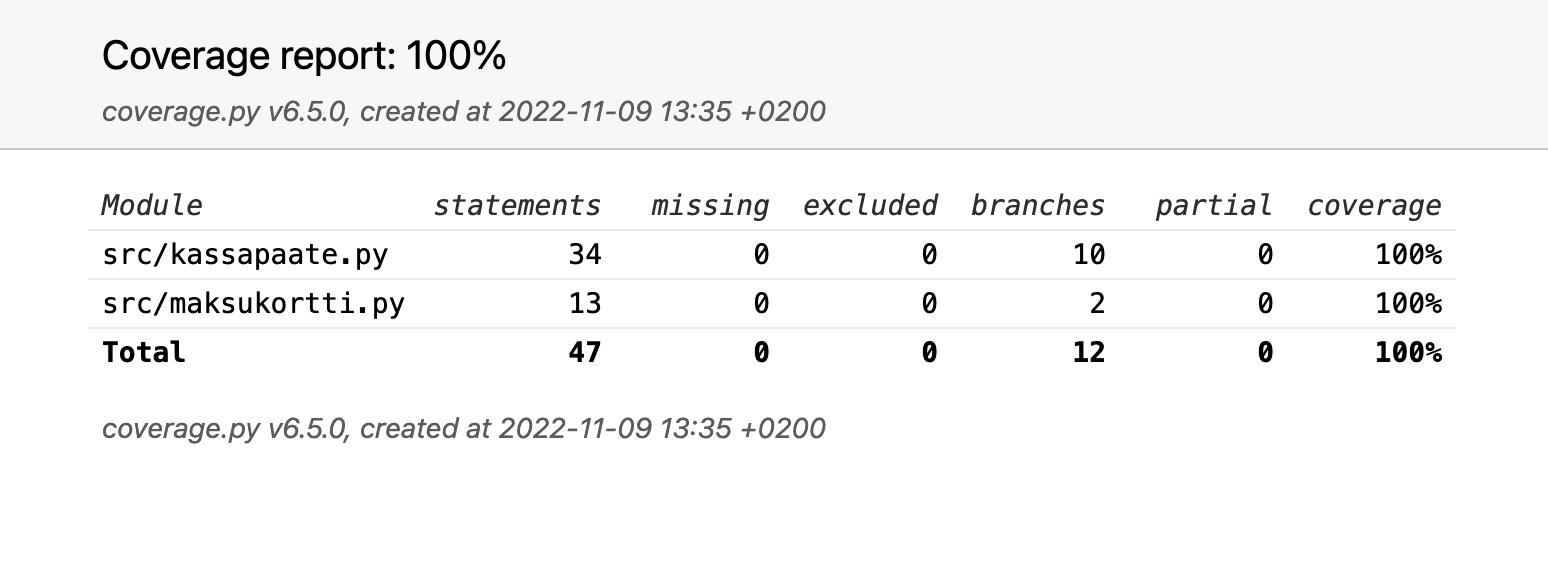 Coverage report: 100%
coverage.py v6.5.0, created at 2022-11-09 13:35 +0200
Module statements missing excluded branches partial coverage
src/kassapaate.py 34 0 0 10 0 100%
src/maksukortti.py 13 0 0 2 0 100%
Total 47 0 0 12 0 100%
coverage.py v6.5.0, created at 2022-11-09 13:35 +0200